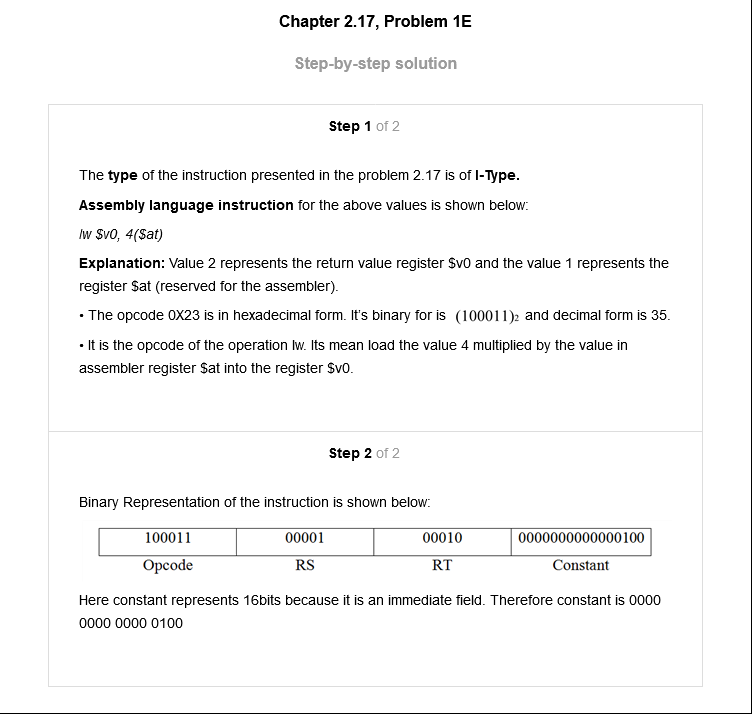 Chapter 2.17, Problem 1E
Step-by-step solution
Step 1 of 2
The type of the instruction presented in the problem 2.17 is of I-Type.
Assembly language instruction for the above values is shown below:
lw $v0, 4($at)
Explanation: Value 2 represents the return value register $v0 and the value 1 represents the
register $at (reserved for the assembler).
• The opcode 0X23 is in hexadecimal form. It’s binary for is (100011)₂ and decimal form is 35.
• It is the opcode of the operation lw. Its mean load the value 4 multiplied by the value in
assembler register $at into the register $v0.
Step 2 of 2
Binary Representation of the instruction is shown below:
100011 00001 00010 0000000000000100
Opcode RS RT Constant
Here constant represents 16bits because it is an immediate field. Therefore constant is 0000
0000 0000 0100